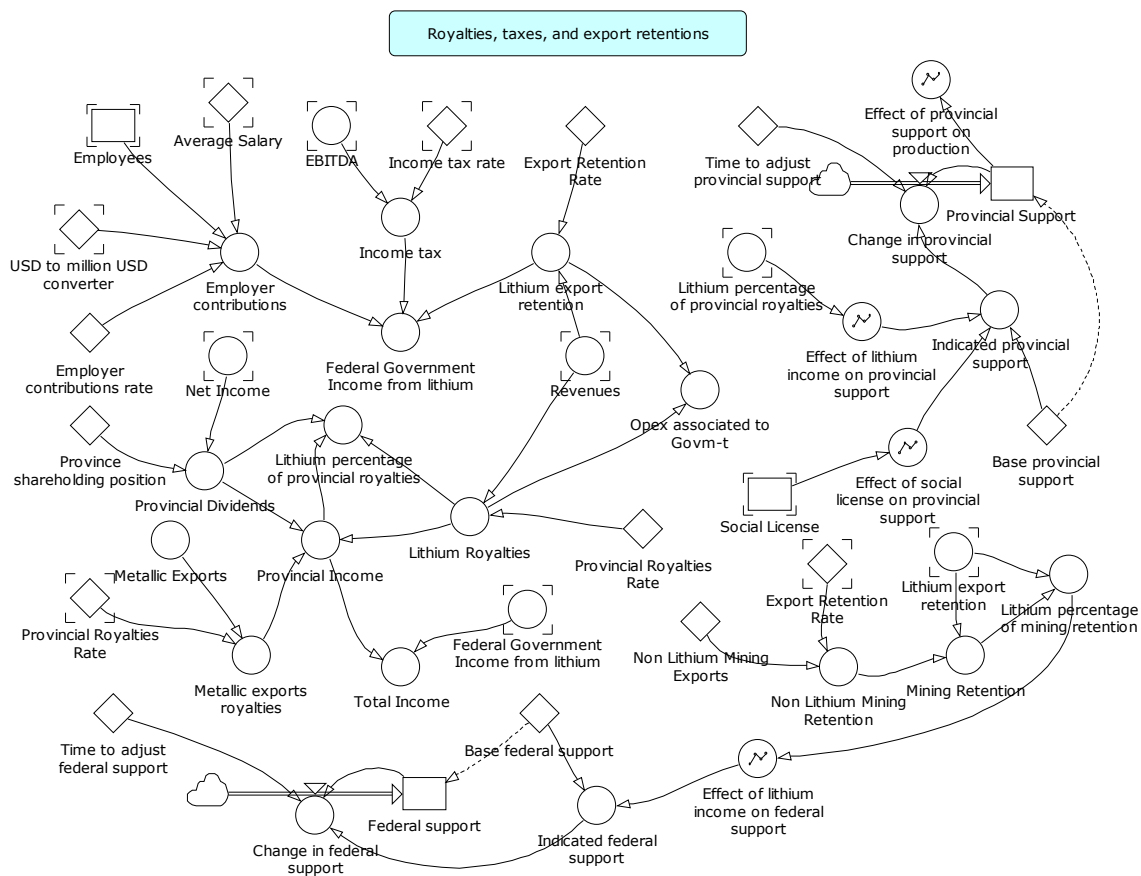 Royalties, taxes, and export retentions
Effect of provincial
support on
production
Employees
Average Salary
EBITDA
Income tax rate
Export Retention
Rate
Time to adjust
provincial support
Provincial Support
USD to million USD
converter
Employer
contributions
Income tax
Lithium export
retention
Lithium percentage
of provincial royalties
Change in provincial
support
Employer
contributions rate
Net Income
Federal Government
Income from lithium
Revenues
Effect of lithium
income on provincial
support
Indicated provincial
support
Province
shareholding position
Provincial Dividends
Lithium percentage
of provincial royalties
Opex associated to
Govm-t
Base provincial
support
Effect of social
license on provincial
support
Social License
Metallic Exports
Provincial Income
Lithium Royalties
Provincial Royalties
Rate
Export Retention
Rate
Lithium export
retention
Lithium percentage
of mining retention
Provincial Royalties
Rate
Federal Government
Income from lithium
Non Lithium Mining
Exports
Metallic exports
royalties
Total Income
Non Lithium Mining
Retention
Mining Retention
Time to adjust
federal support
Base federal support
Federal support
Effect of lithium
income on federal
support
Change in federal
support
Indicated federal
support